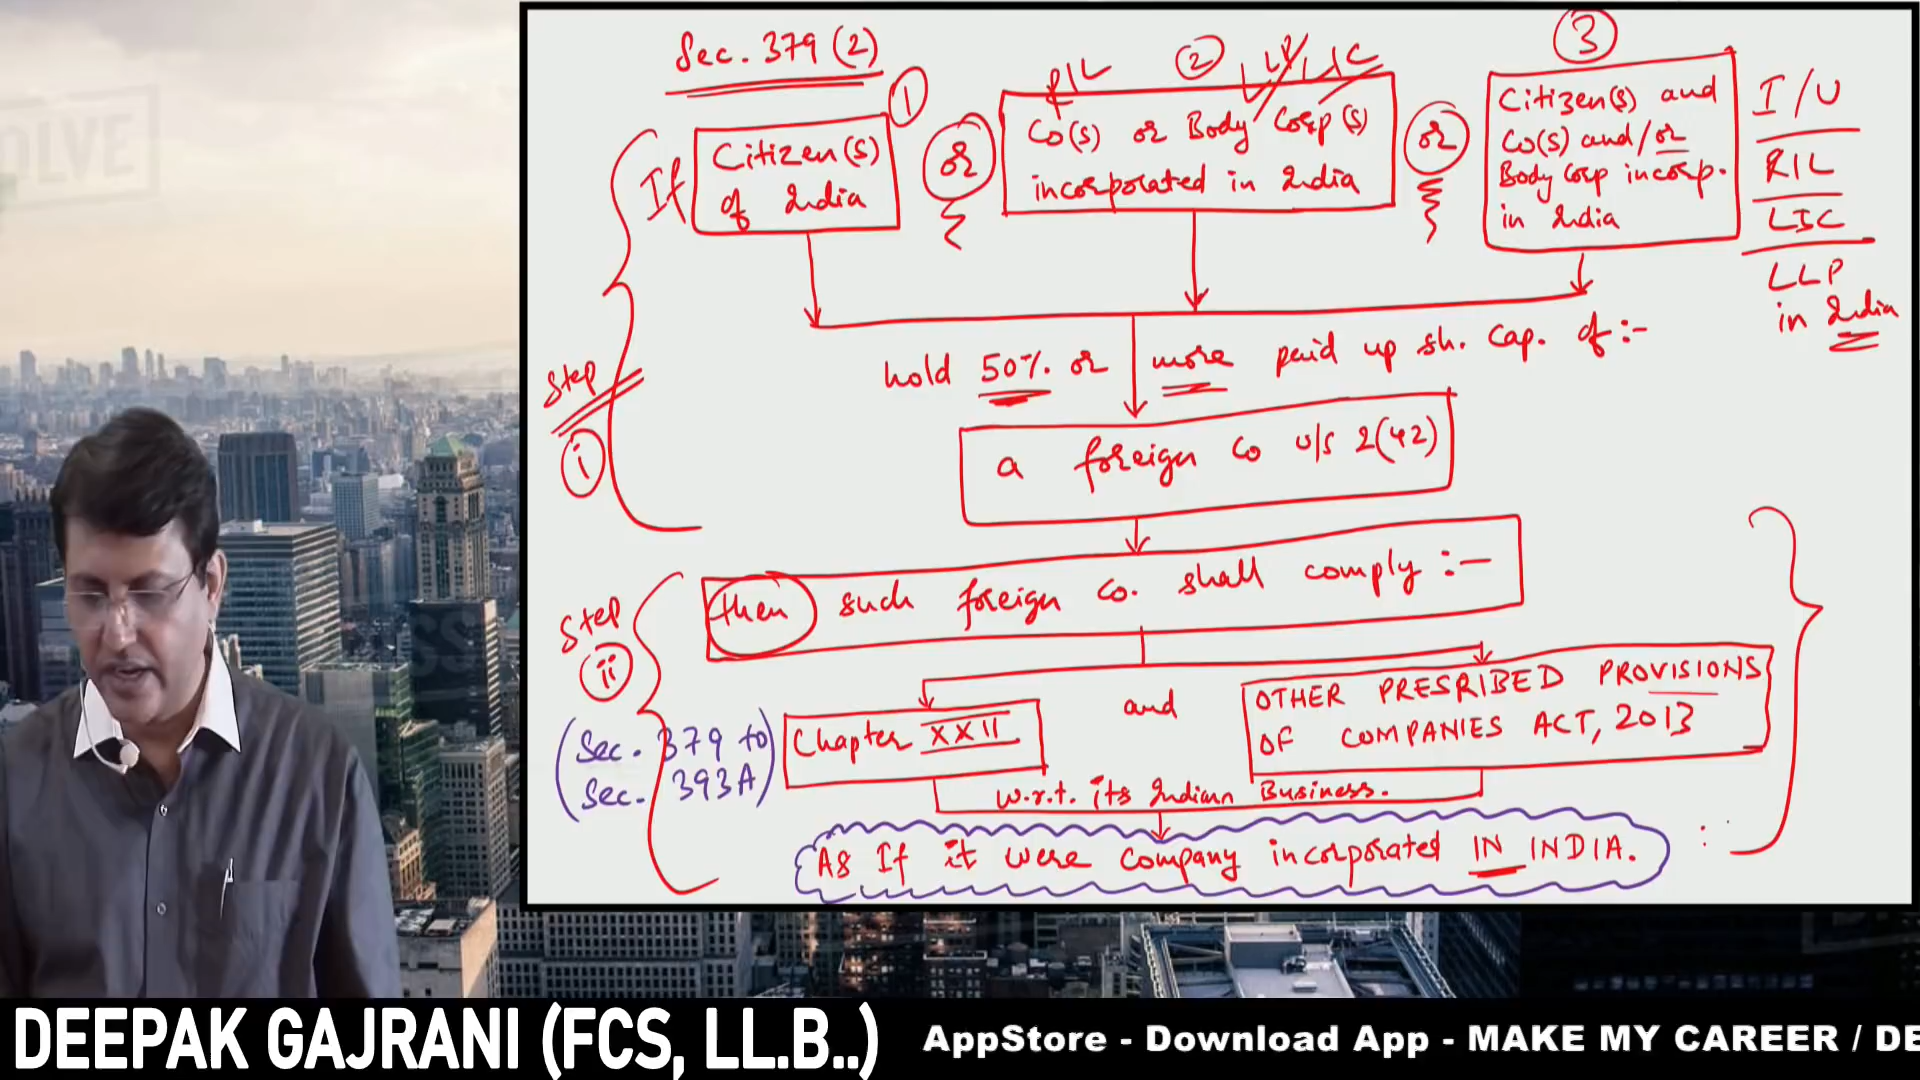 Sec. 379 (2)
1
If
Citizen(s)
of India
or
RIL
2
LLP, LIC
Co(s) or Body Corp (s)
incorporated in India
or
3
Citizen(s) and
Co(s) and/or
Body Corp incorp.
in India
I/U
RIL
LIC
LLP
in India
hold 50% or more paid up sh. Cap. of :-
Step
i
a foreign Co u/s 2(42)
Step
ii
then such foreign Co. shall comply :-
(Sec. 379 to
Sec. 393A)
Chapter XXII
and
OTHER PRESRIBED PROVISIONS
OF COMPANIES ACT, 2013
w.r.t. its Indian Business.
AS If it were Company incorporated IN INDIA.
OLVE
DEEPAK GAJRANI (FCS, LL.B..)
AppStore - Download App - MAKE MY CAREER / DE